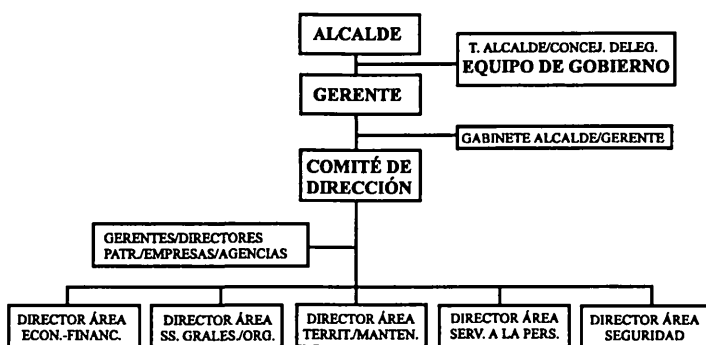 ALCALDE
T. ALCALDE/CONCEJ. DELEG.
EQUIPO DE GOBIERNO
GERENTE
GABINETE ALCALDE/GERENTE
COMITÉ DE
DIRECCIÓN
GERENTES/DIRECTORES
PATR./EMPRESAS/AGENCIAS
DIRECTOR ÁREA
ECON.-FINANC.
DIRECTOR ÁREA
SS. GRALES./ORG.
DIRECTOR ÁREA
TERRIT./MANTEN.
DIRECTOR ÁREA
SERV. A LA PERS.
DIRECTOR ÁREA
SEGURIDAD